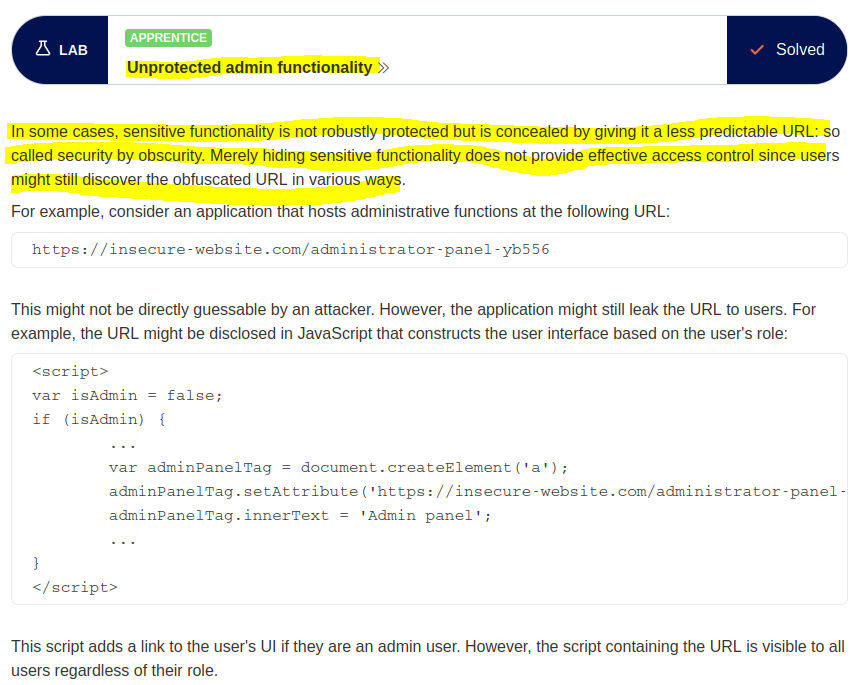 LAB
APPRENTICE
Unprotected admin functionality
Solved
In some cases, sensitive functionality is not robustly protected but is concealed by giving it a less predictable URL: so
called security by obscurity. Merely hiding sensitive functionality does not provide effective access control since users
might still discover the obfuscated URL in various ways.
For example, consider an application that hosts administrative functions at the following URL:
https://insecure-website.com/administrator-panel-yb556
This might not be directly guessable by an attacker. However, the application might still leak the URL to users. For
example, the URL might be disclosed in JavaScript that constructs the user interface based on the user's role:
<script>
var isAdmin = false;
if (isAdmin) {
...
var adminPanelTag = document.createElement('a');
adminPanelTag.setAttribute('https://insecure-website.com/administrator-panel-
adminPanelTag.innerText = 'Admin panel';
...
}
</script>
This script adds a link to the user's UI if they are an admin user. However, the script containing the URL is visible to all
users regardless of their role.